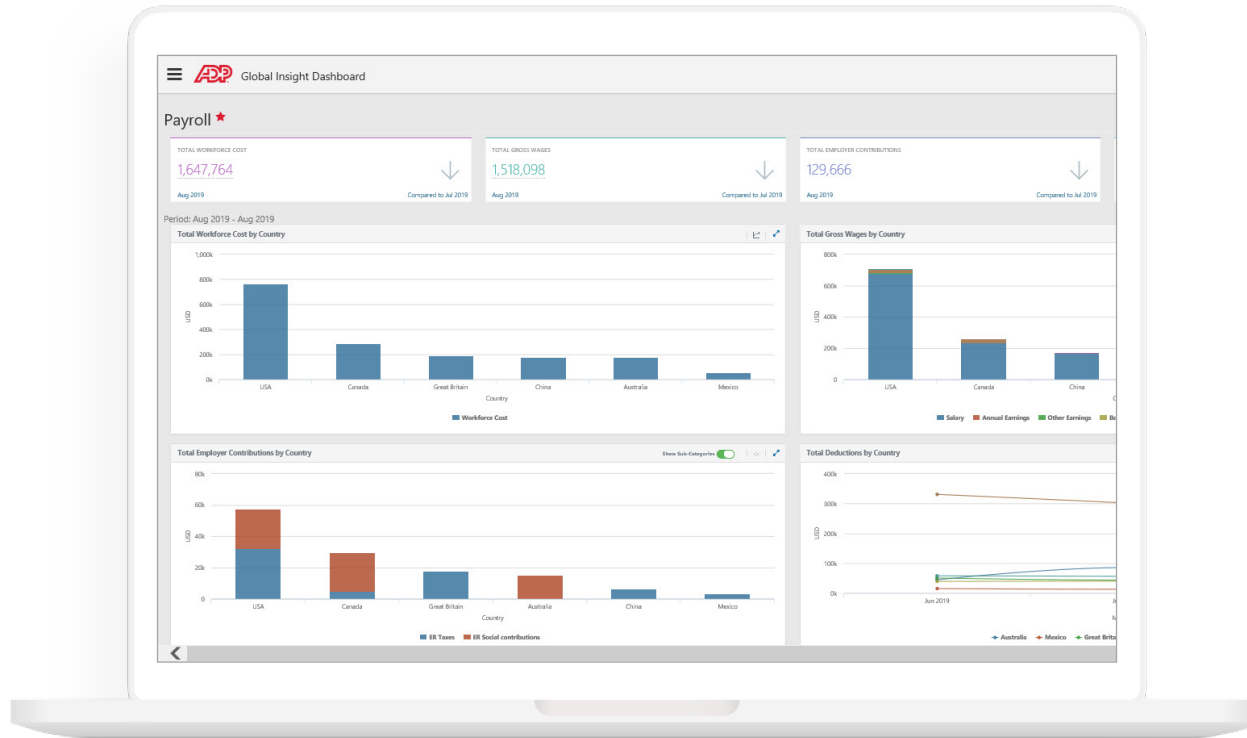 ADP Global Insight Dashboard
Payroll
TOTAL WORKFORCE COST
1,647,764
Aug 2019 Compared to Jul 2019
TOTAL GROSS WAGES
1,518,098
Aug 2019 Compared to Jul 2019
TOTAL EMPLOYER CONTRIBUTIONS
129,666
Aug 2019 Compared to Jul 2019
Period: Aug 2019 - Aug 2019
Total Workforce Cost by Country
1,000k
800k
600k
400k
200k
0k
USD
USA Canada Great Britain China Australia Mexico
Country
Workforce Cost
Total Gross Wages by Country
800k
600k
400k
200k
0
USD
USA Canada China
Salary Annual Earnings Other Earnings
Total Employer Contributions by Country
Show Sub-Categories
80k
60k
40k
20k
0
USD
USA Canada Great Britain Australia China Mexico
Country
ER Taxes ER Social contributions
Total Deductions by Country
400k
300k
200k
100k
0k
USD
Jun 2019
Australia Mexico Great Brita